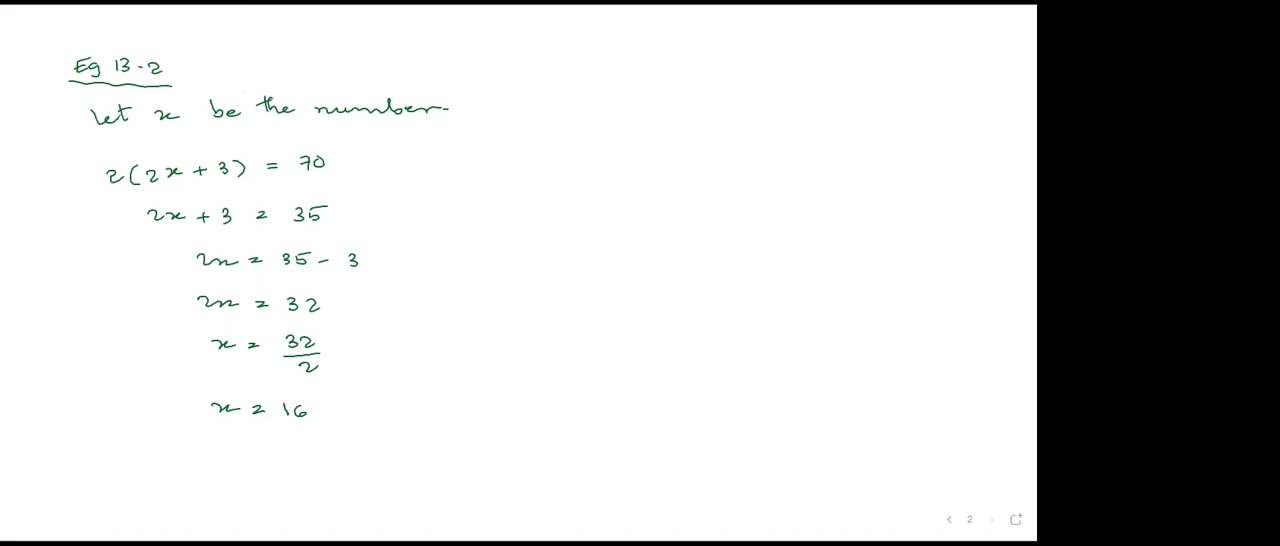 Eg 13.2
Let x be the number.
2(2x + 3) = 70
2x + 3 = 35
2x = 35 - 3
2x = 32
x = 32/2
x = 16
2